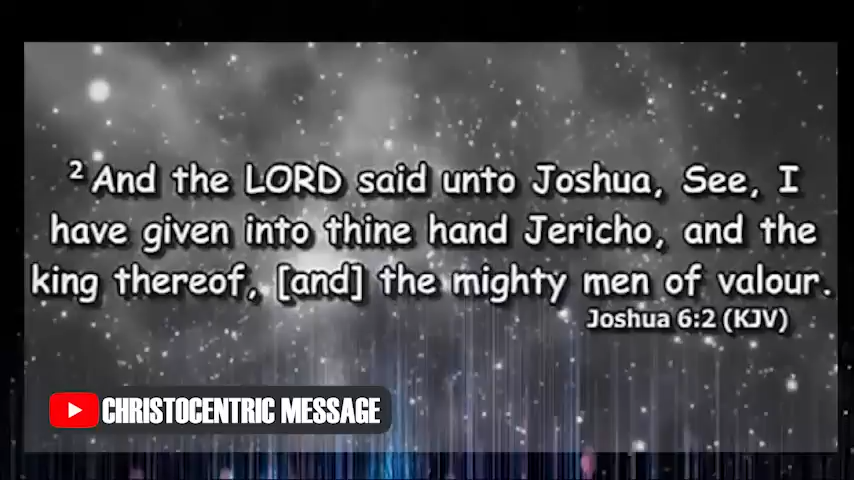 2 And the LORD said unto Joshua, See, I
have given into thine hand Jericho, and the
king thereof, [and] the mighty men of valour.
Joshua 6:2 (KJV)
CHRISTOCENTRIC MESSAGE